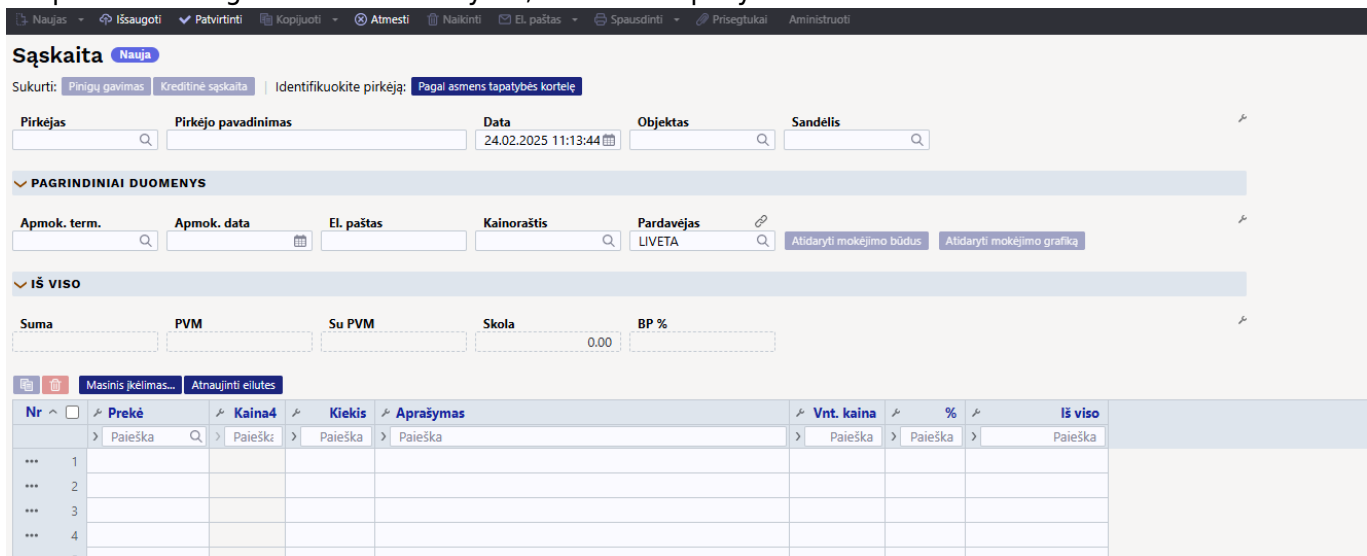 Naujas Išsaugoti Patvirtinti Kopijuoti Atmesti Naikinti El. paštas Spausdinti Prisegtukai Aministruoti
Sąskaita Nauja
Sukurti: Pinigų gavimas Kreditinė sąskaita | Identifikuokite pirkėją: Pagal asmens tapatybės kortelę
Pirkėjas Pirkėjo pavadinimas Data Objektas Sandėlis
24.02.2025 11:13:44
PAGRINDINIAI DUOMENYS
Apmok. term. Apmok. data El. paštas Kainoraštis Pardavėjas
LIVETA Atidaryti mokėjimo būdus Atidaryti mokėjimo grafiką
IŠ VISO
Suma PVM Su PVM Skola BP %
0.00
Masinis įkėlimas... Atnaujinti eilutes
Nr Prekė Kaina4 Kiekis Aprašymas Vnt. kaina % Iš viso
Paieška Paieška Paieška Paieška Paieška Paieška Paieška
1
2
3
4